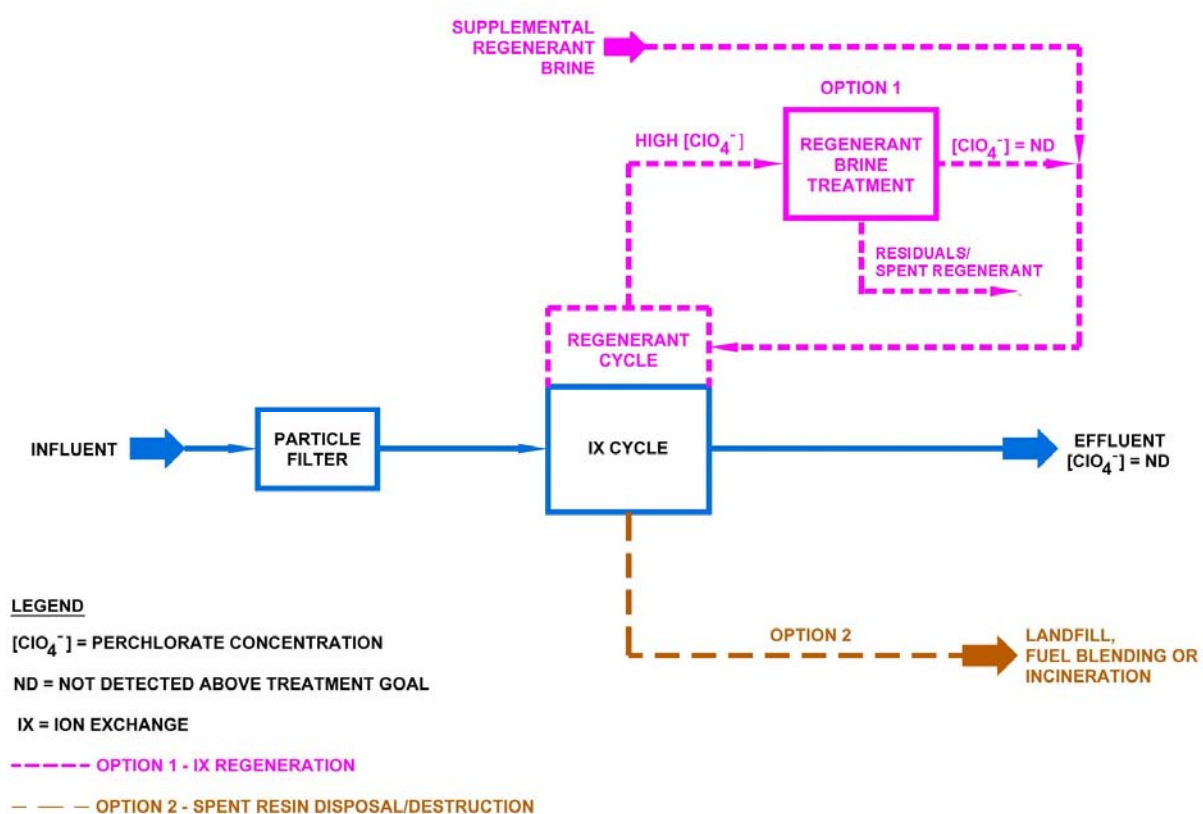 SUPPLEMENTAL
REGENERANT
BRINE
OPTION 1
HIGH [ClO₄⁻]
REGENERANT
BRINE
TREATMENT
[ClO₄⁻] = ND
RESIDUALS/
SPENT REGENERANT
REGENERANT
CYCLE
INFLUENT
PARTICLE
FILTER
IX CYCLE
EFFLUENT
[ClO₄⁻] = ND
OPTION 2
LANDFILL,
FUEL BLENDING OR
INCINERATION
LEGEND
[ClO₄⁻] = PERCHLORATE CONCENTRATION
ND = NOT DETECTED ABOVE TREATMENT GOAL
IX = ION EXCHANGE
OPTION 1 - IX REGENERATION
OPTION 2 - SPENT RESIN DISPOSAL/DESTRUCTION